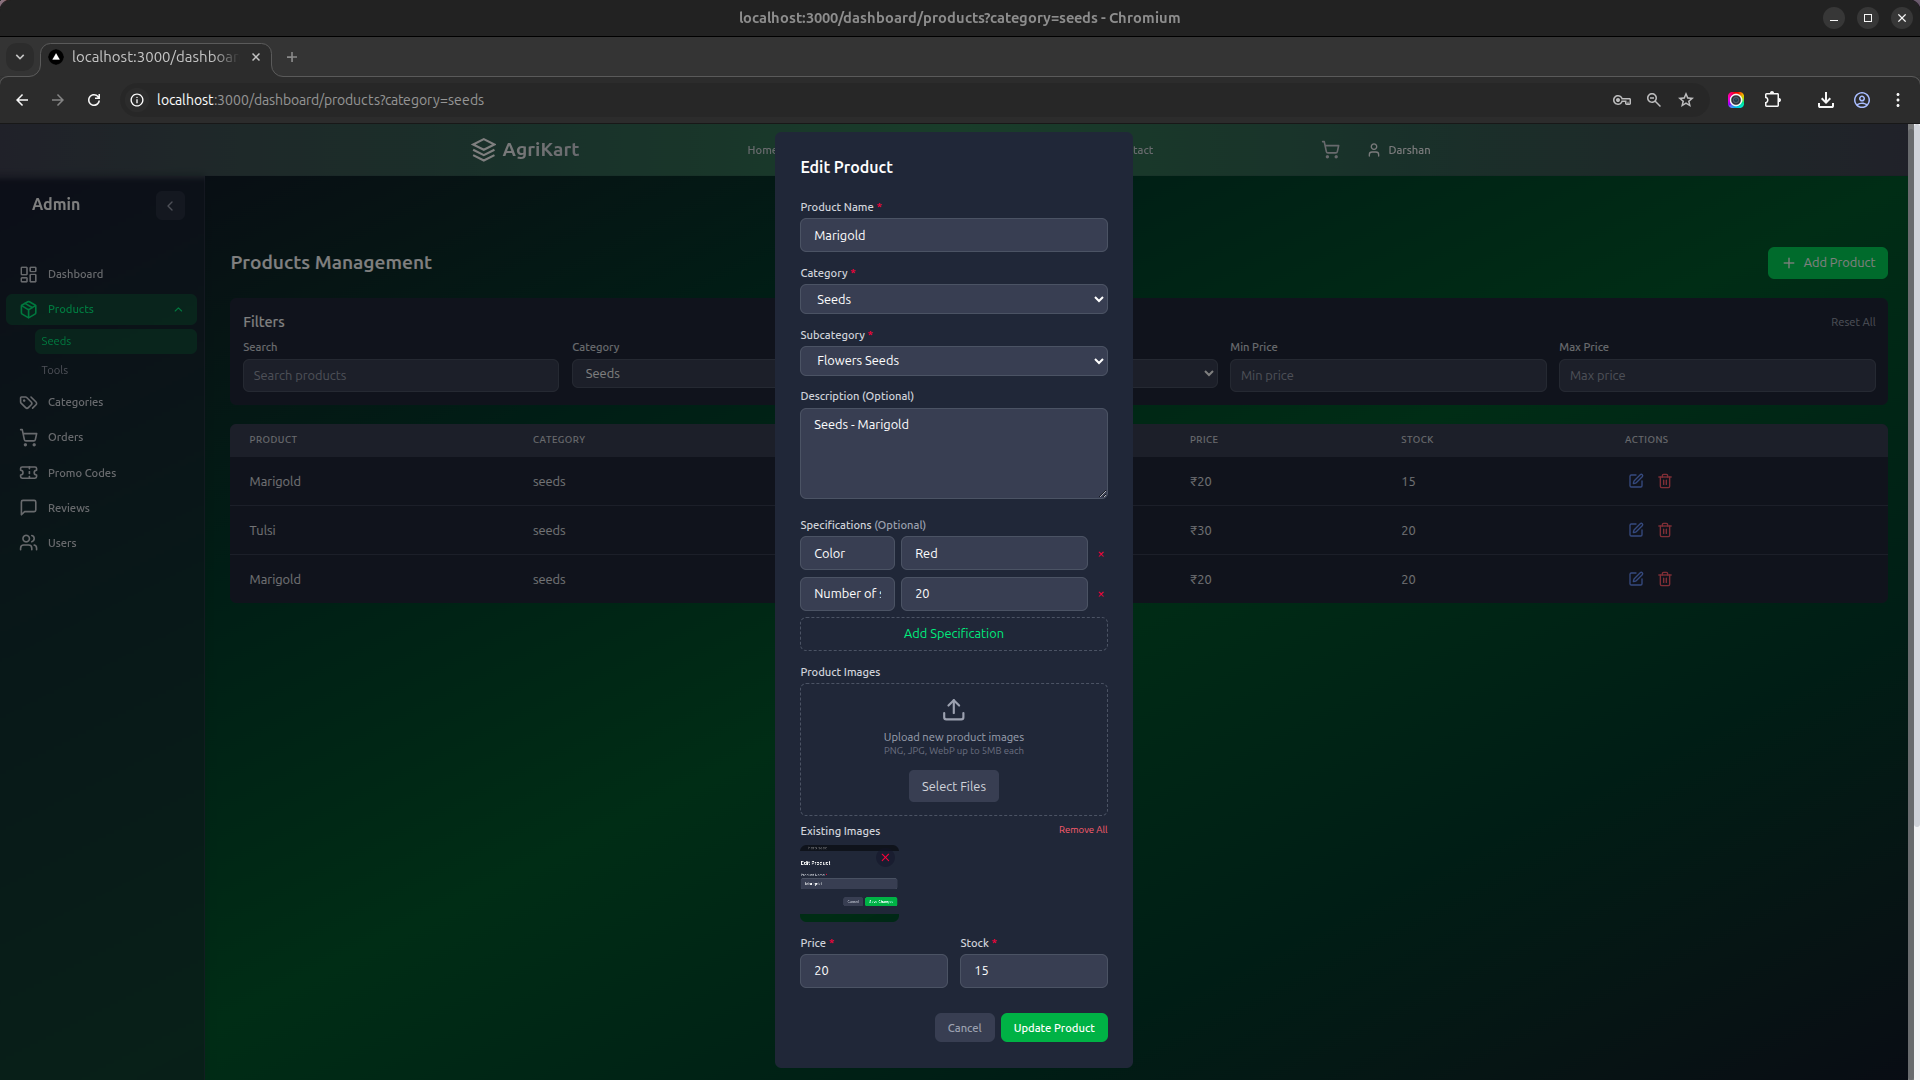 localhost:3000/dashboard/products?category=seeds - Chromium
localhost:3000/dashboar
localhost:3000/dashboard/products?category=seeds
AgriKart
Home
tact
Darshan
Admin
Dashboard
Products
Seeds
Tools
Categories
Orders
Promo Codes
Reviews
Users
Products Management
Add Product
Filters
Reset All
Search
Category
Min Price
Max Price
Search products
Seeds
Min price
Max price
PRODUCT CATEGORY PRICE STOCK ACTIONS
Marigold seeds ₹20 15
Tulsi seeds ₹30 20
Marigold seeds ₹20 20
Edit Product
Product Name *
Marigold
Category *
Seeds
Subcategory *
Flowers Seeds
Description (Optional)
Seeds - Marigold
Specifications (Optional)
Color Red ×
Number of 20 ×
Add Specification
Product Images
Upload new product images
PNG, JPG, WebP up to 5MB each
Select Files
Existing Images Remove All
Edit Product
Cancel
Price * Stock *
20 15
Cancel Update Product